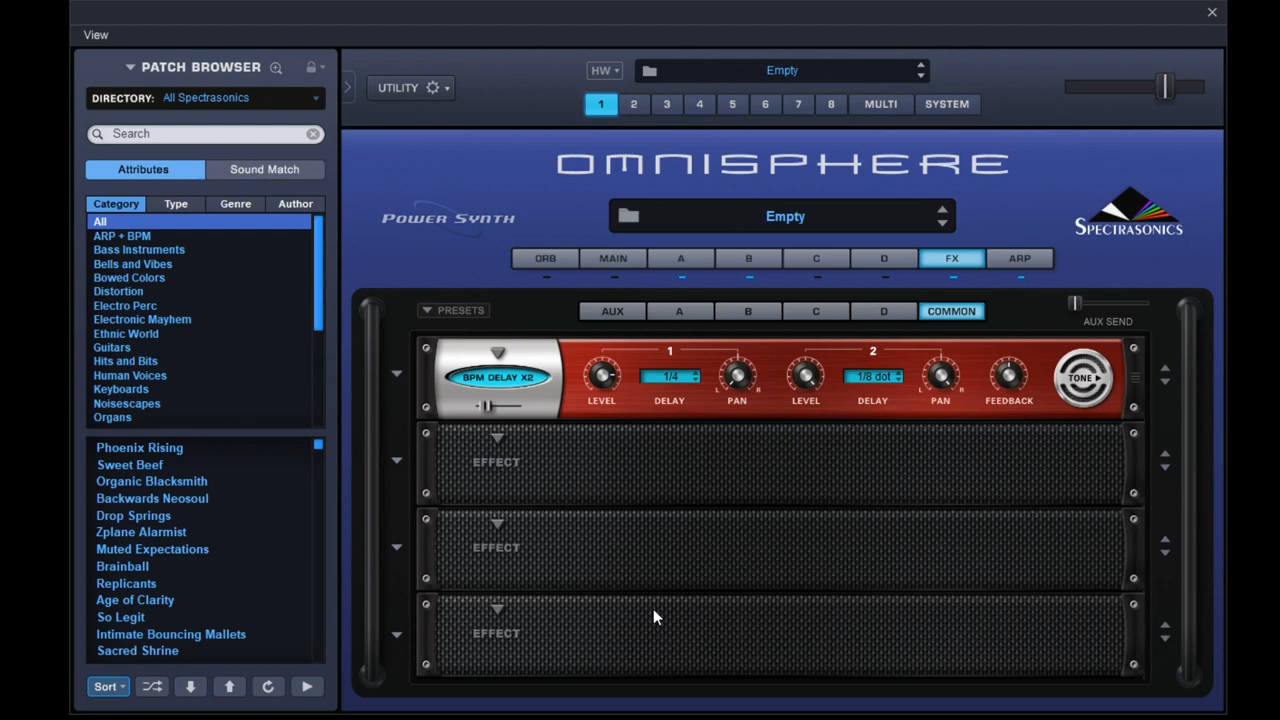 View
PATCH BROWSER
DIRECTORY: All Spectrasonics
Search
Attributes Sound Match
Category Type Genre Author
All
ARP + BPM
Bass Instruments
Bells and Vibes
Bowed Colors
Distortion
Electro Perc
Electronic Mayhem
Ethnic World
Guitars
Hits and Bits
Human Voices
Keyboards
Noisescapes
Organs
Phoenix Rising
Sweet Beef
Organic Blacksmith
Backwards Neosoul
Drop Springs
Zplane Alarmist
Muted Expectations
Brainball
Replicants
Age of Clarity
So Legit
Intimate Bouncing Mallets
Sacred Shrine
Sort
UTILITY
HW Empty
1 2 3 4 5 6 7 8 MULTI SYSTEM
OMNISPHERE
POWER SYNTH
Empty
SPECTRASONICS
ORB MAIN A B C D FX ARP
PRESETS
AUX A B C D COMMON
AUX SEND
BPM DELAY X2
1 2
1/4 1/8 dot
L R L R
LEVEL DELAY PAN LEVEL DELAY PAN FEEDBACK
TONE
EFFECT
EFFECT
EFFECT